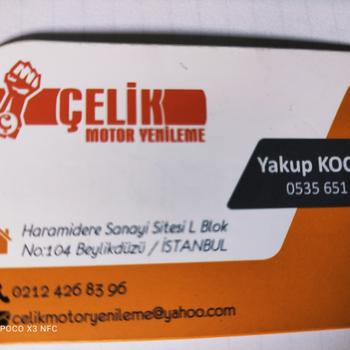 ÇELİK
MOTOR YENİLEME
Yakup
0535 651
Haramidere Sanayi Sitesi L Blok
No:104 Beylikdüzü / İSTANBUL
0212 426 83 96
celikmotoryenileme@yahoo.com
POCO X3 NFC